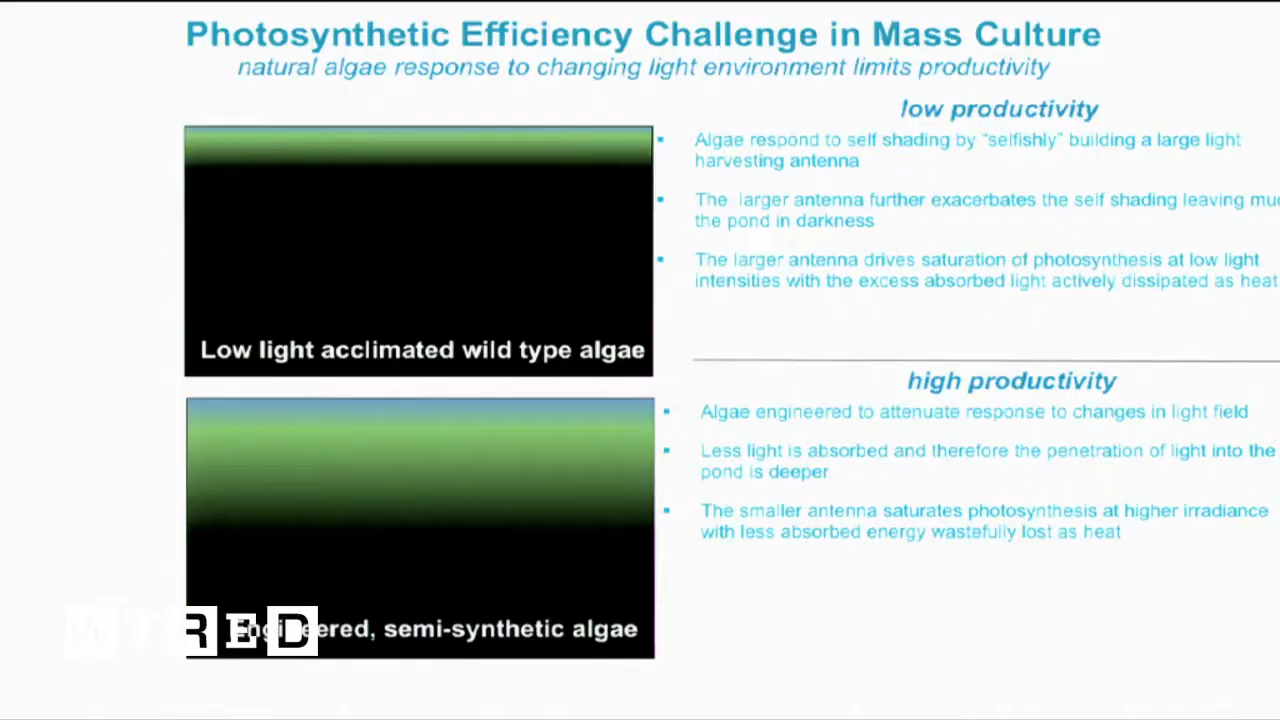 Photosynthetic Efficiency Challenge in Mass Culture
natural algae response to changing light environment limits productivity
low productivity
▪ Algae respond to self shading by “selfishly” building a large light
harvesting antenna
▪ The larger antenna further exacerbates the self shading leaving
the pond in darkness
▪ The larger antenna drives saturation of photosynthesis at low light
intensities with the excess absorbed light actively dissipated as heat
Low light acclimated wild type algae
high productivity
▪ Algae engineered to attenuate response to changes in light field
▪ Less light is absorbed and therefore the penetration of light into the
pond is deeper
▪ The smaller antenna saturates photosynthesis at higher irradiance
with less absorbed energy wastefully lost as heat
semi-synthetic algae
WIRED